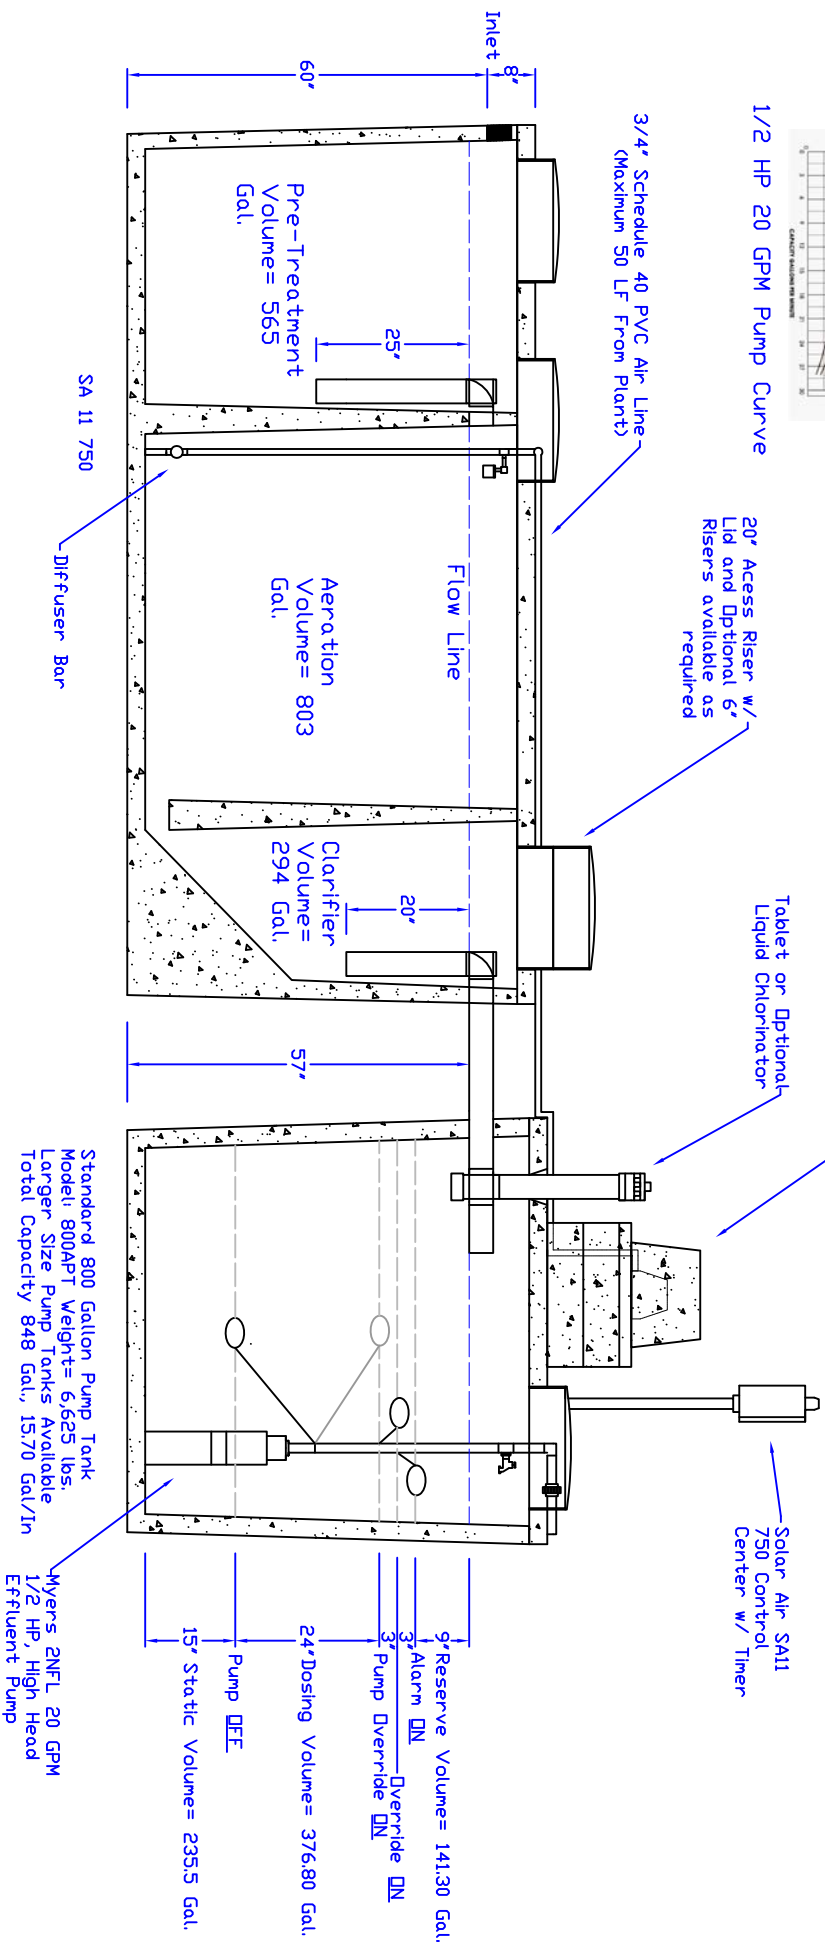 CAPACITY GALLONS PER MINUTE
1/2 HP 20 GPM Pump Curve
3/4" Schedule 40 PVC Air Line
(Maximum 50 LF From Plant)
20" Acess Riser w/
Lid and Optional 6"
Risers available as
required
Tablet or Optional
Liquid Chlorinator
Solar Air SA11
750 Control
Center w/ Timer
8"
Inlet
60"
Flow Line
25"
Pre-Treatment
Volume= 565
Gal.
Aeration
Volume= 803
Gal.
20"
Clarifier
Volume=
294 Gal.
57"
9" Reserve Volume= 141.30 Gal.
3" Alarm ON
Override ON
3" Pump Override ON
24" Dosing Volume= 376.80 Gal.
Pump OFF
15" Static Volume= 235.5 Gal.
SA 11 750
Diffuser Bar
Standard 800 Gallon Pump Tank
Model: 800APT Weight= 6,625 lbs.
Larger Size Pump Tanks Available
Total Capacity 848 Gal., 15.70 Gal/In
Myers 2NFL 20 GPM
1/2 HP, High Head
Effluent Pump